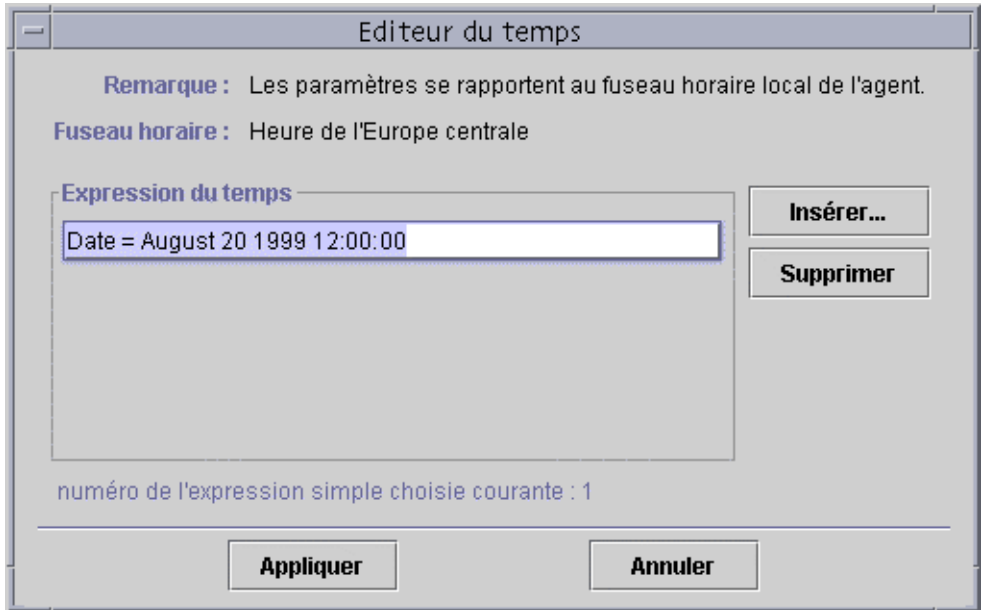 Editeur du temps
Remarque : Les paramètres se rapportent au fuseau horaire local de l'agent.
Fuseau horaire : Heure de l'Europe centrale
Expression du temps
Date = August 20 1999 12:00:00
Insérer...
Supprimer
numéro de l'expression simple choisie courante : 1
Appliquer
Annuler